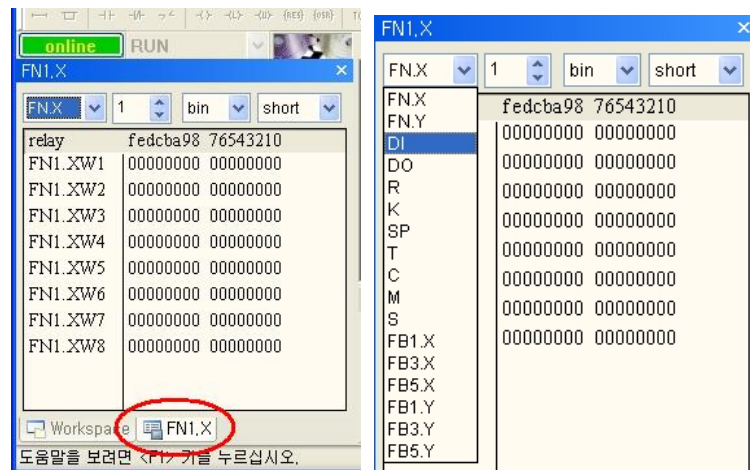 {RES} {OSR}
online RUN
FN1,X
FN.X 1 bin short
relay fedcba98 76543210
FN1.XW1 00000000 00000000
FN1.XW2 00000000 00000000
FN1.XW3 00000000 00000000
FN1.XW4 00000000 00000000
FN1.XW5 00000000 00000000
FN1.XW6 00000000 00000000
FN1.XW7 00000000 00000000
FN1.XW8 00000000 00000000
Workspace FN1,X
도움말을 보려면 <F1> 키를 누르십시오,
FN1,X
FN.X 1 bin short
FN.X fedcba98 76543210
FN.Y 00000000 00000000
DI 00000000 00000000
DO 00000000 00000000
R 00000000 00000000
K 00000000 00000000
SP 00000000 00000000
T 00000000 00000000
C 00000000 00000000
M
S
FB1.X
FB3.X
FB5.X
FB1.Y
FB3.Y
FB5.Y